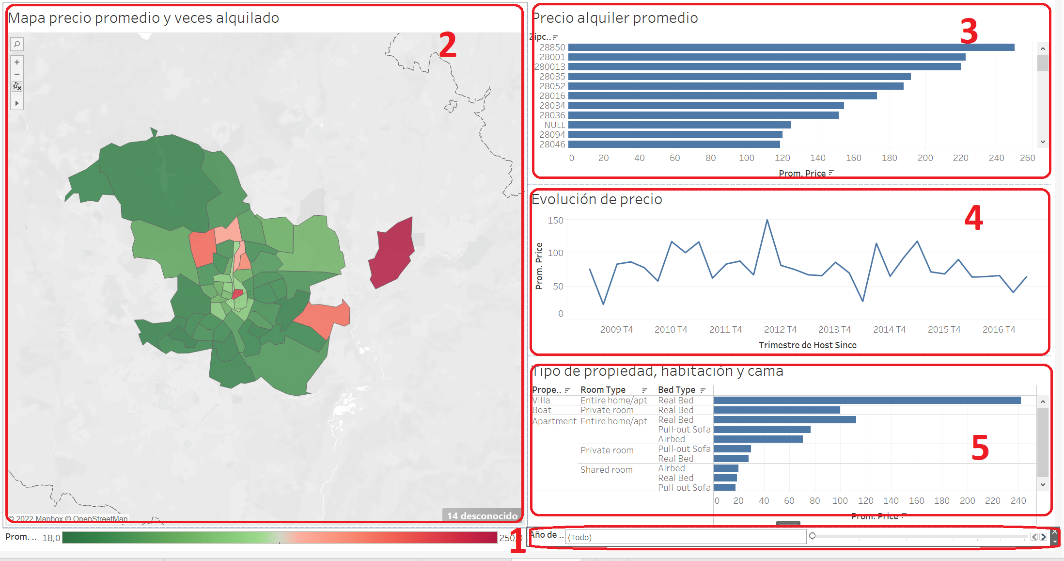 Mapa precio promedio y veces alquilado
2
14 desconocido
© 2022 Mapbox © OpenStreetMap
Prom. ..
18,0
250,
Precio alquiler promedio
3
Zipc..
28850
28001
280013
28035
28052
28016
28034
28036
NULL
28094
28046
0 20 40 60 80 100 120 140 160 180 200 220 240 260
Prom. Price
Evolución de precio
4
Prom. Price
150
100
50
0
2009 T4 2010 T4 2011 T4 2012 T4 2013 T4 2014 T4 2015 T4 2016 T4
Trimestre de Host Since
Tipo de propiedad, habitación y cama
Prope.. Room Type Bed Type
Villa Entire home/apt Real Bed
Boat Private room Real Bed
Apartment Entire home/apt Real Bed
Pull-out Sofa
Airbed
Private room Pull-out Sofa
Real Bed
Shared room Airbed
Real Bed
Pull-out Sofa
5
0 20 40 60 80 100 120 140 160 180 200 220 240
Prom. Price
1
Año de ..
(Todo)